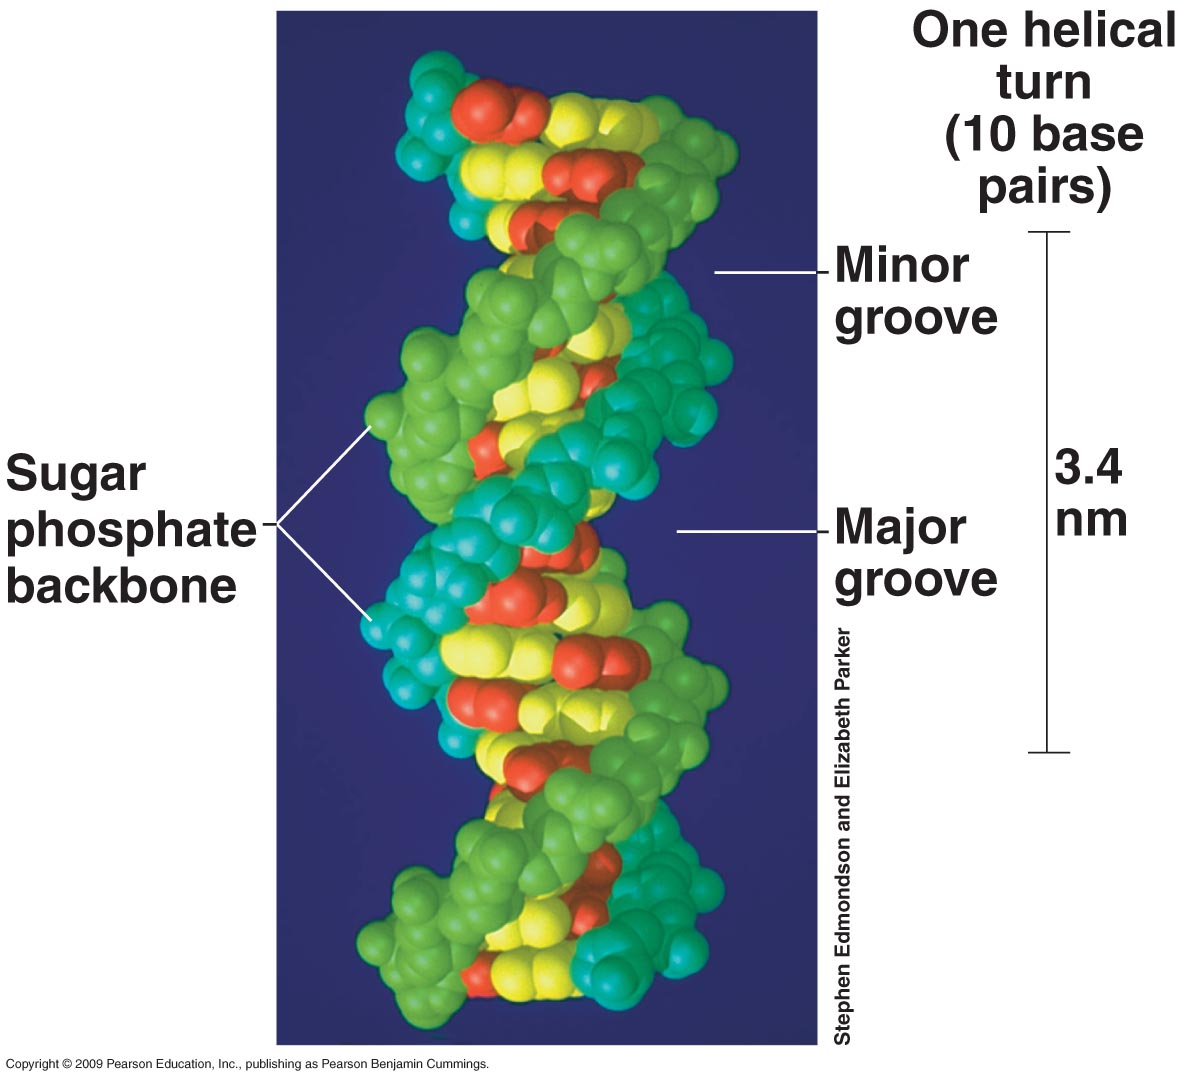 One helical
turn
(10 base
pairs)
Minor
groove
Sugar
phosphate
backbone
3.4
nm
Major
groove
Stephen Edmondson and Elizabeth Parker
Copyright © 2009 Pearson Education, Inc., publishing as Pearson Benjamin Cummings.